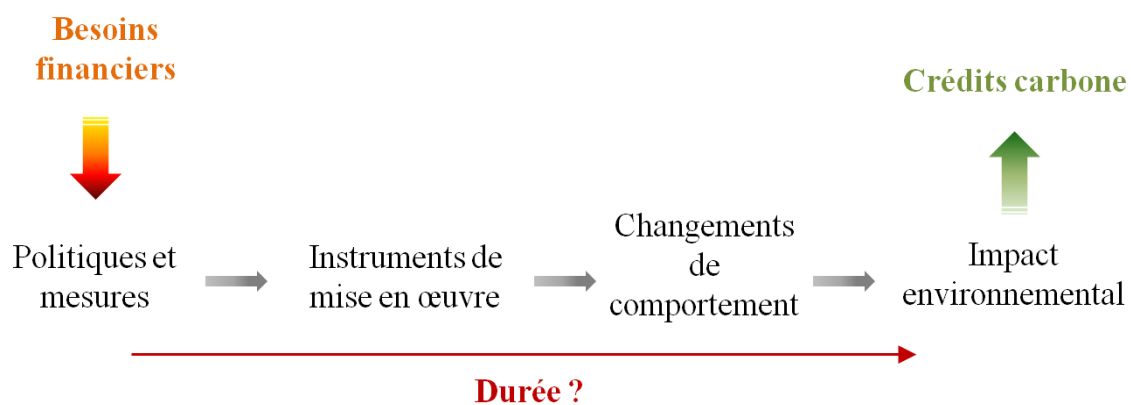 Besoins
financiers
Crédits carbone
Politiques et
mesures
Instruments de
mise en œuvre
Changements
de
comportement
Impact
environnemental
Durée ?